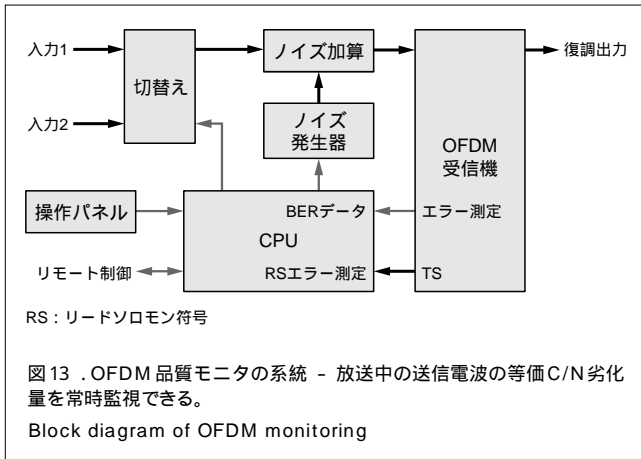 入力1
入力2
切替え
ノイズ加算
ノイズ
発生器
OFDM
受信機
復調出力
操作パネル
リモート制御
BERデータ
CPU
RSエラー測定
エラー測定
TS
RS：リードソロモン符号
図13 ．OFDM 品質モニタの系統 － 放送中の送信電波の等価C/N劣化
量を常時監視できる。
Block diagram of OFDM monitoring